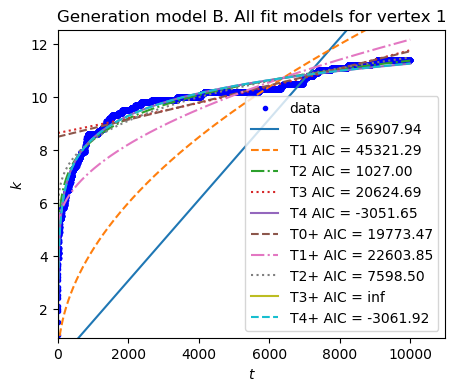 Generation model B. All fit models for vertex 1
12
10
8
6
4
2
k
data
T0 AIC = 56907.94
T1 AIC = 45321.29
T2 AIC = 1027.00
T3 AIC = 20624.69
T4 AIC = -3051.65
T0+ AIC = 19773.47
T1+ AIC = 22603.85
T2+ AIC = 7598.50
T3+ AIC = inf
T4+ AIC = -3061.92
0 2000 4000 6000 8000 10000
t